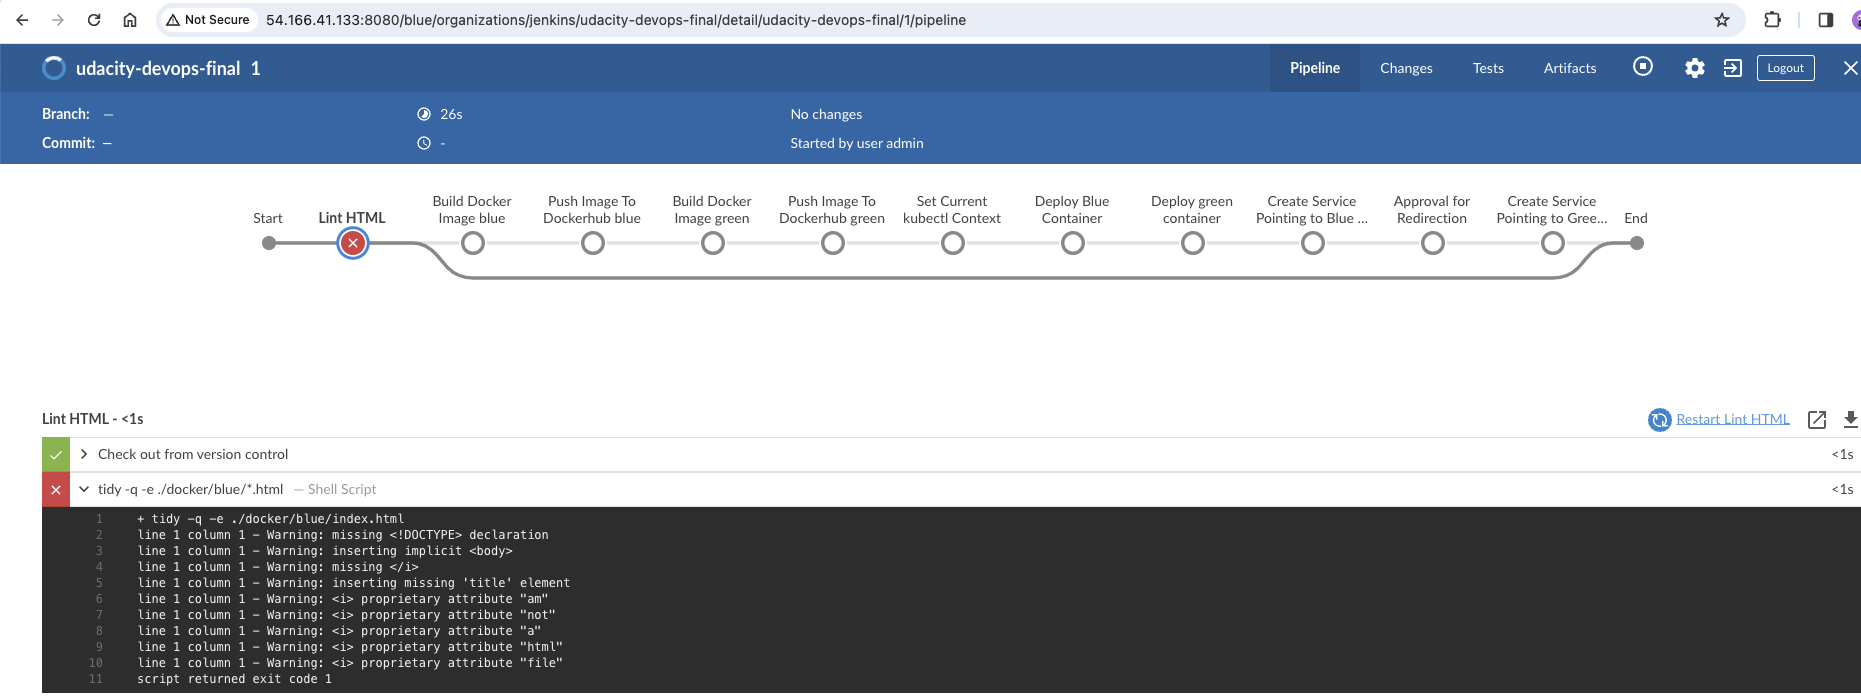 Not Secure 54.166.41.133:8080/blue/organizations/jenkins/udacity-devops-final/detail/udacity-devops-final/1/pipeline
udacity-devops-final 1 Pipeline Changes Tests Artifacts Logout
Branch: — 26s No changes
Commit: — - Started by user admin
Start
Lint HTML
Build Docker
Image blue
Push Image To
Dockerhub blue
Build Docker
Image green
Push Image To
Dockerhub green
Set Current
kubectl Context
Deploy Blue
Container
Deploy green
container
Create Service
Pointing to Blue ...
Approval for
Redirection
Create Service
Pointing to Gree...
End
Lint HTML - <1s Restart Lint HTML
Check out from version control <1s
tidy -q -e ./docker/blue/*.html — Shell Script <1s
1 + tidy -q -e ./docker/blue/index.html
2 line 1 column 1 - Warning: missing <!DOCTYPE> declaration
3 line 1 column 1 - Warning: inserting implicit <body>
4 line 1 column 1 - Warning: missing </i>
5 line 1 column 1 - Warning: inserting missing 'title' element
6 line 1 column 1 - Warning: <i> proprietary attribute "am"
7 line 1 column 1 - Warning: <i> proprietary attribute "not"
8 line 1 column 1 - Warning: <i> proprietary attribute "a"
9 line 1 column 1 - Warning: <i> proprietary attribute "html"
10 line 1 column 1 - Warning: <i> proprietary attribute "file"
11 script returned exit code 1